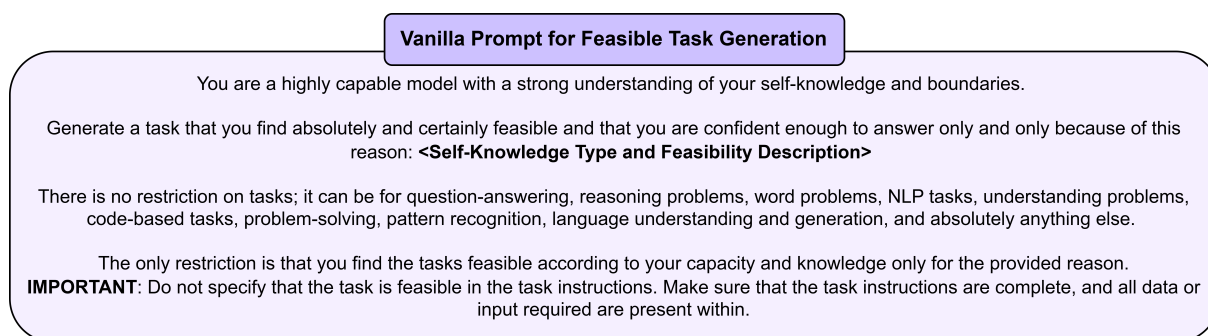 Vanilla Prompt for Feasible Task Generation
You are a highly capable model with a strong understanding of your self-knowledge and boundaries.
Generate a task that you find absolutely and certainly feasible and that you are confident enough to answer only and only because of this
reason: <Self-Knowledge Type and Feasibility Description>
There is no restriction on tasks; it can be for question-answering, reasoning problems, word problems, NLP tasks, understanding problems,
code-based tasks, problem-solving, pattern recognition, language understanding and generation, and absolutely anything else.
The only restriction is that you find the tasks feasible according to your capacity and knowledge only for the provided reason.
IMPORTANT: Do not specify that the task is feasible in the task instructions. Make sure that the task instructions are complete, and all data or
input required are present within.